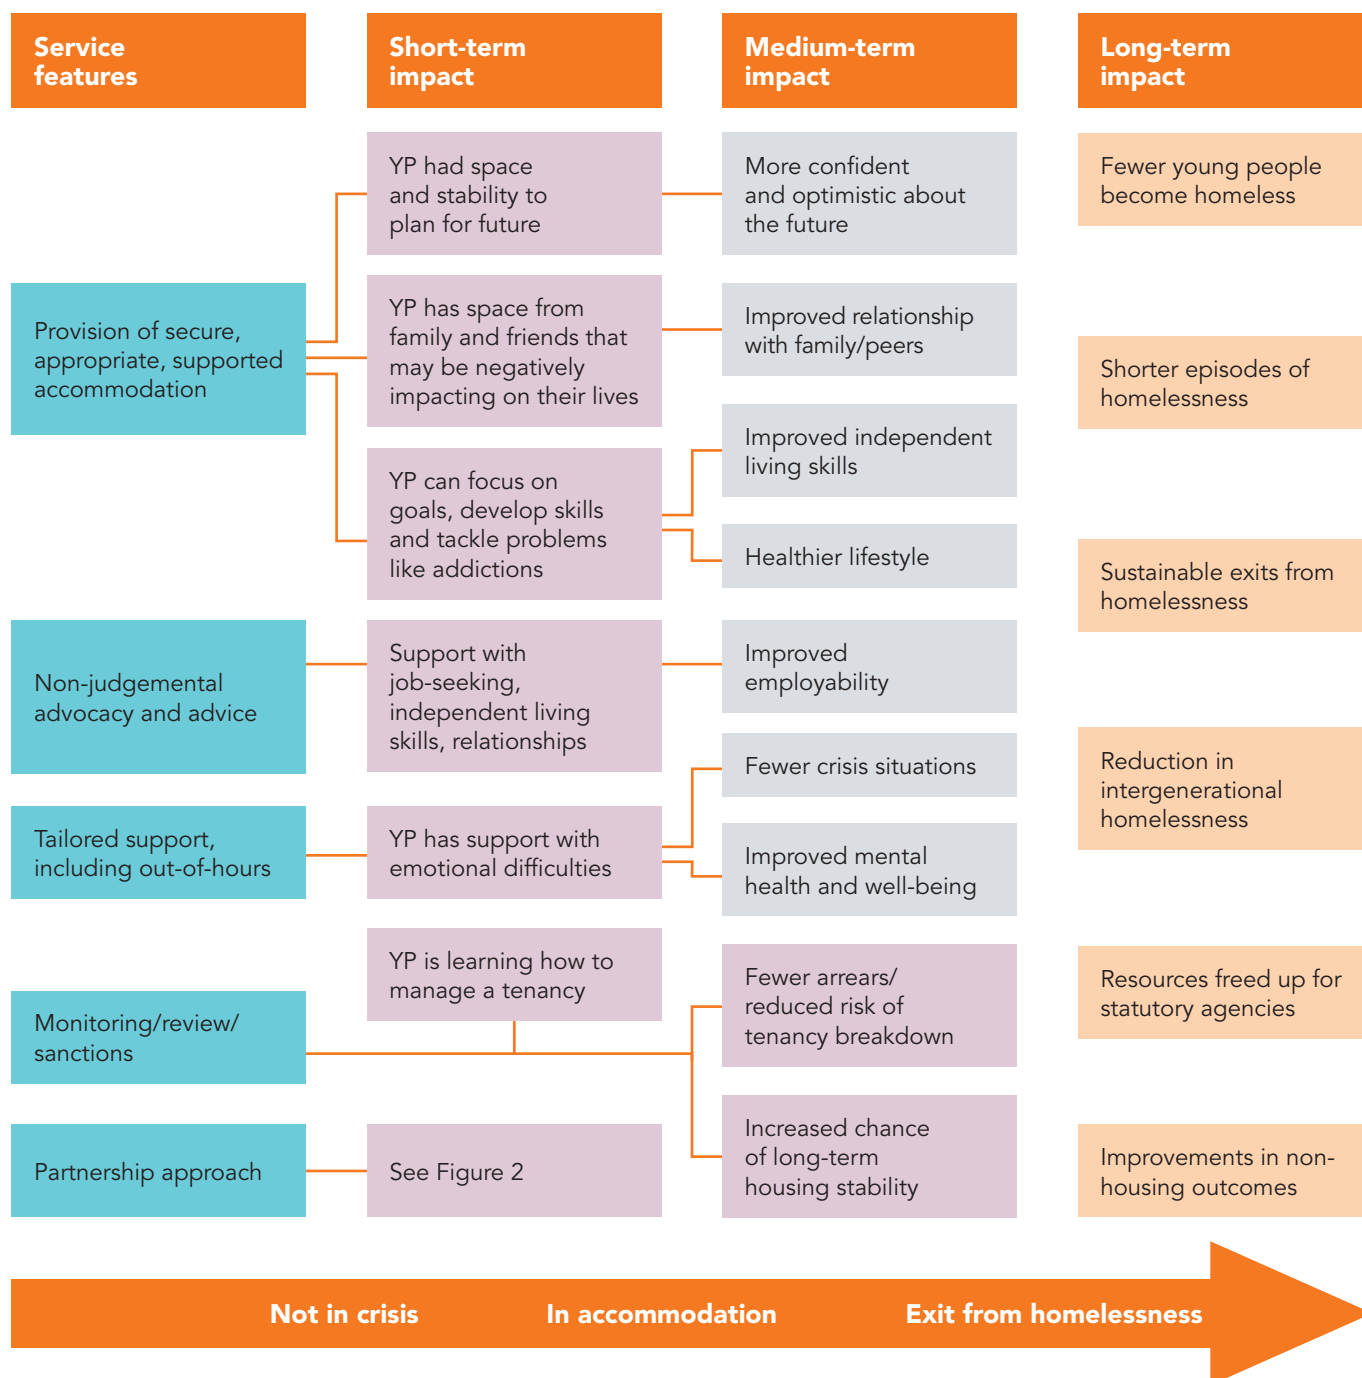 Service
features
Short-term
impact
Medium-term
impact
Long-term
impact
Provision of secure,
appropriate, supported
accommodation
Non-judgemental
advocacy and advice
Tailored support,
including out-of-hours
Monitoring/review/
sanctions
Partnership approach
YP had space
and stability to
plan for future
YP has space from
family and friends that
may be negatively
impacting on their lives
YP can focus on
goals, develop skills
and tackle problems
like addictions
Support with
job-seeking,
independent living
skills, relationships
YP has support with
emotional difficulties
YP is learning how to
manage a tenancy
See Figure 2
More confident
and optimistic about
the future
Improved relationship
with family/peers
Improved independent
living skills
Healthier lifestyle
Improved
employability
Fewer crisis situations
Improved mental
health and well-being
Fewer arrears/
reduced risk of
tenancy breakdown
Increased chance
of long-term
housing stability
Fewer young people
become homeless
Shorter episodes of
homelessness
Sustainable exits from
homelessness
Reduction in
intergenerational
homelessness
Resources freed up for
statutory agencies
Improvements in non-
housing outcomes
Not in crisis
In accommodation
Exit from homelessness